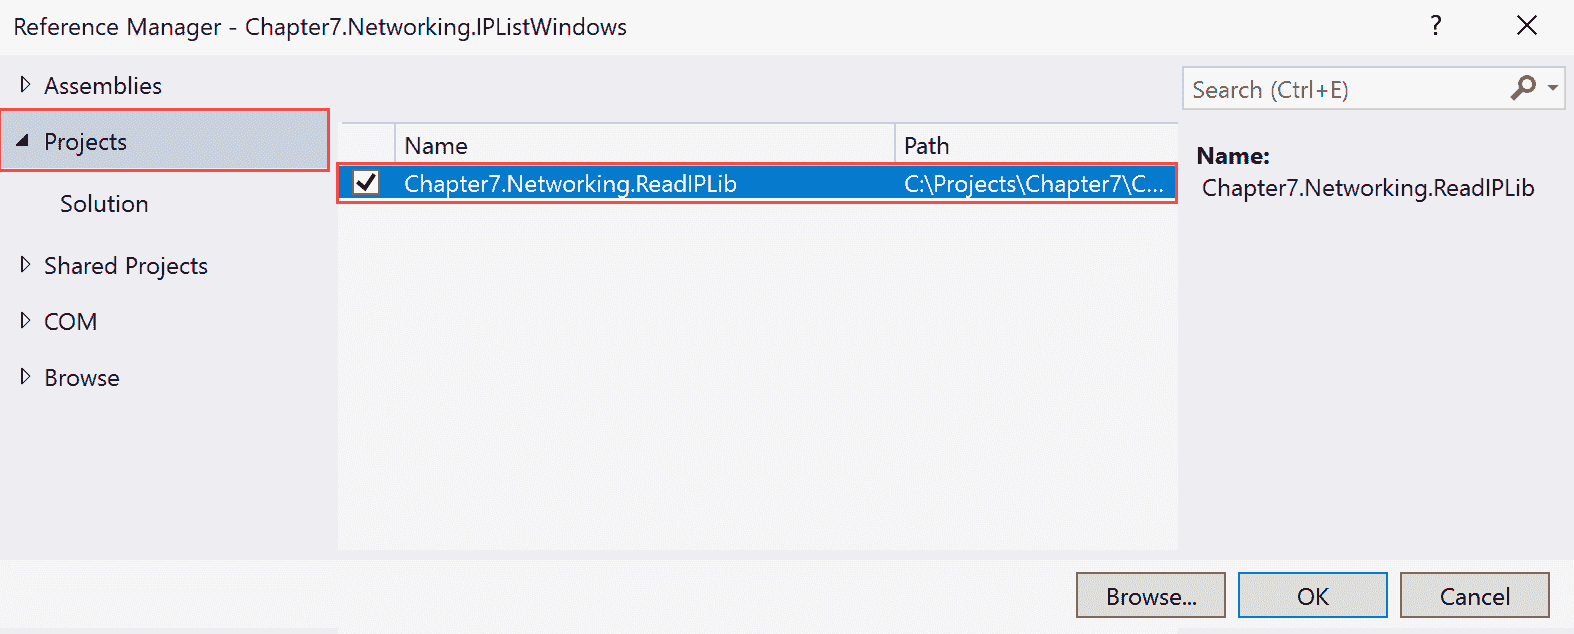 Reference Manager - Chapter7.Networking.IPListWindows
?
Assemblies
Projects
Solution
Shared Projects
COM
Browse
Name
Path
Chapter7.Networking.ReadIPLib
C:\Projects\Chapter7\C...
Search (Ctrl+E)
Name:
Chapter7.Networking.ReadIPLib
Browse...
OK
Cancel